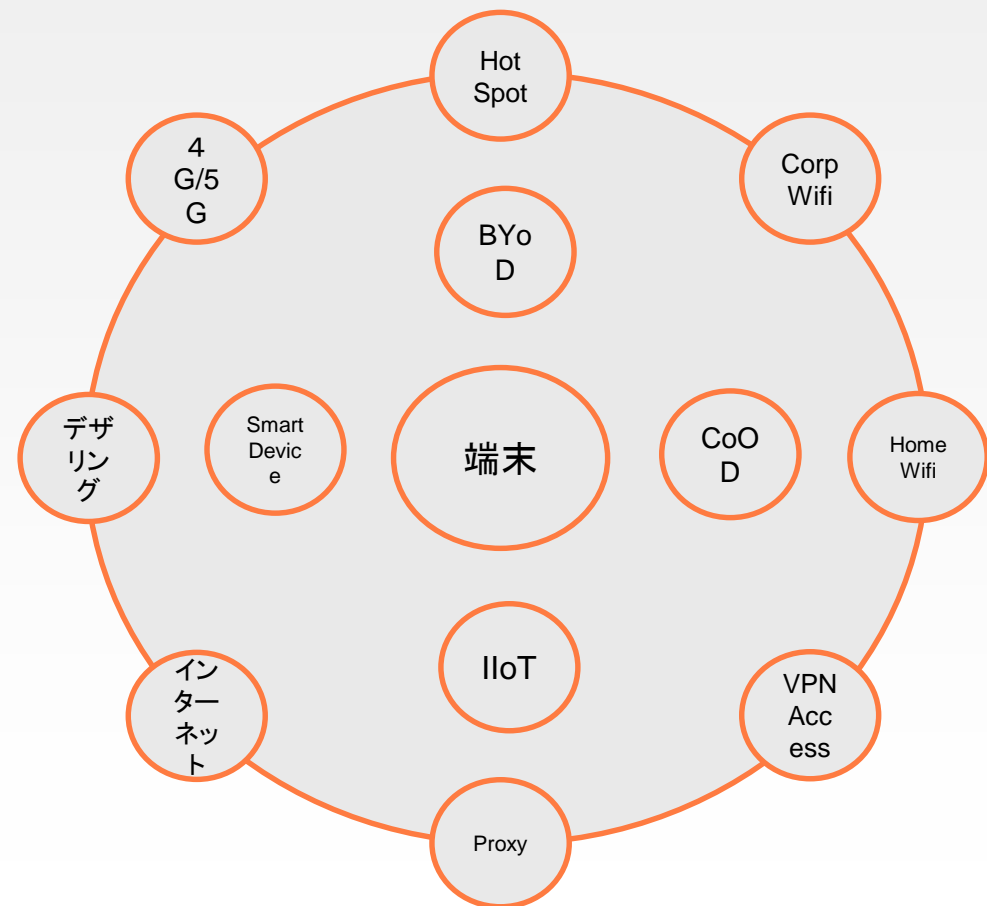 Hot
Spot
4
G/5
G
Corp
Wifi
BYo
D
デザ
リン
グ
Smart
Devic
e
端末
CoO
D
Home
Wifi
イン
ター
ネッ
ト
IIoT
VPN
Acc
ess
Proxy